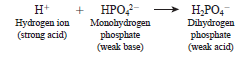 H⁺ + HPO₄²⁻ → H₂PO₄⁻
Hydrogen ion Monohydrogen Dihydrogen
(strong acid) phosphate phosphate
(weak base) (weak acid)